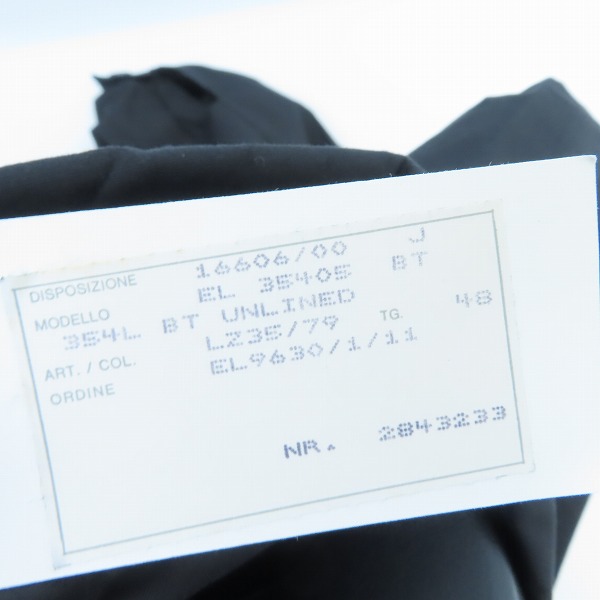 DISPOSIZIONE 16606/00 J
MODELLO EL 35405 BT
354L BT UNLINED
ART. / COL. LZ35/79 TG. 48
ORDINE EL9630/1/11
NR. 2843233